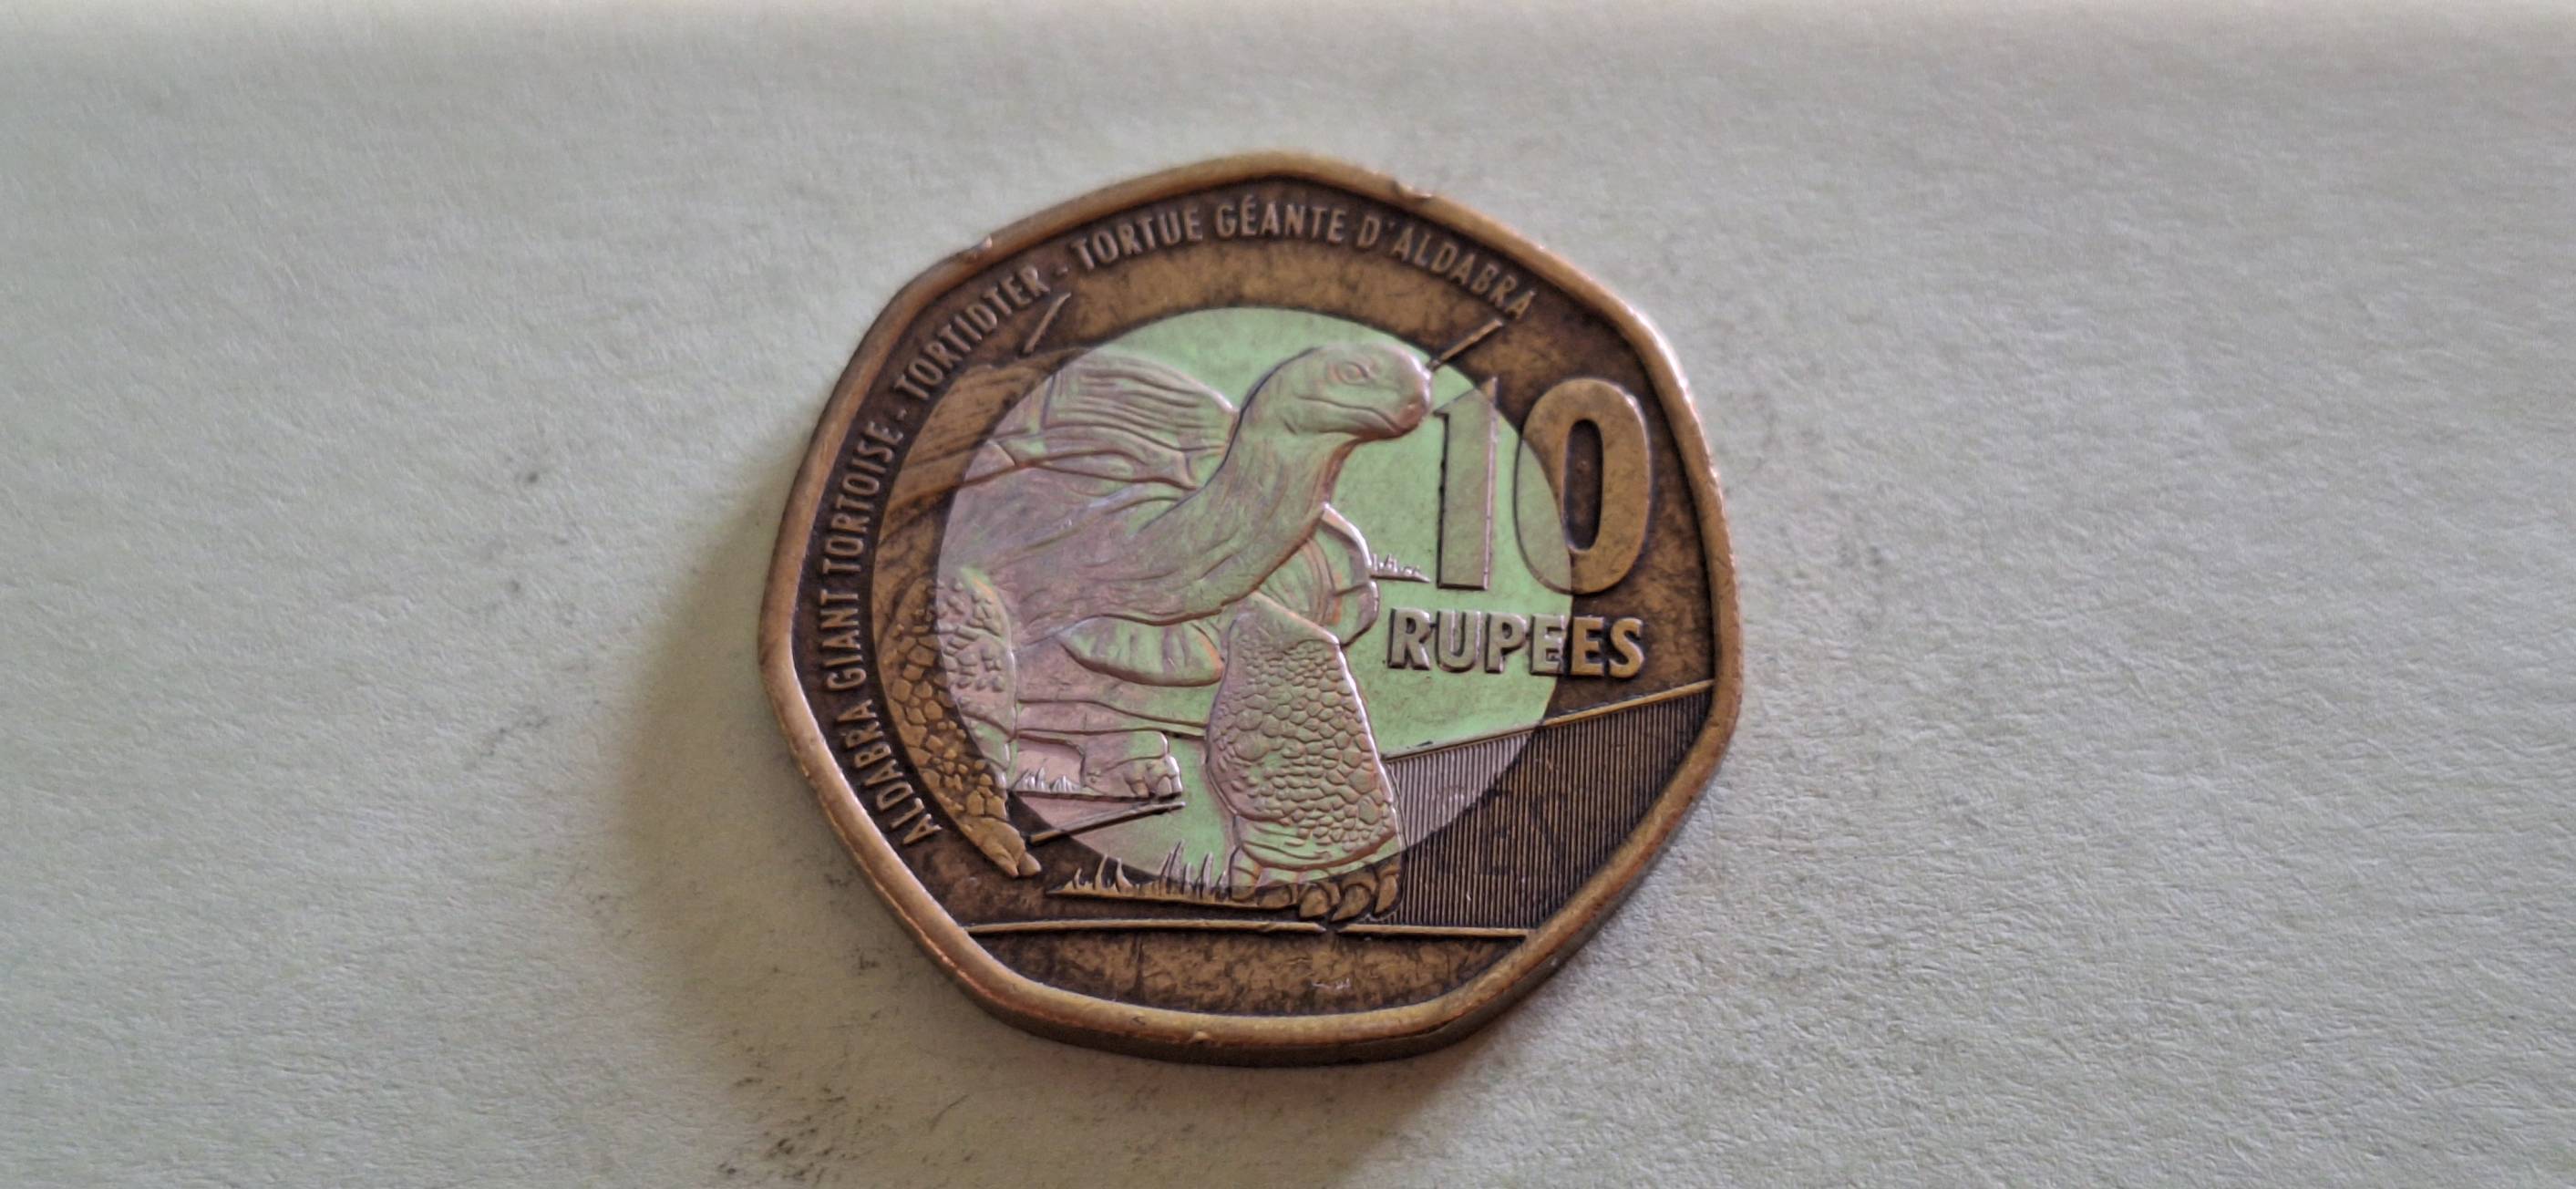 ALDABRA GIANT TORTOISE - TORTIDTER - TORTUE GÉANTE D'ALDABRA
10
RUPEES